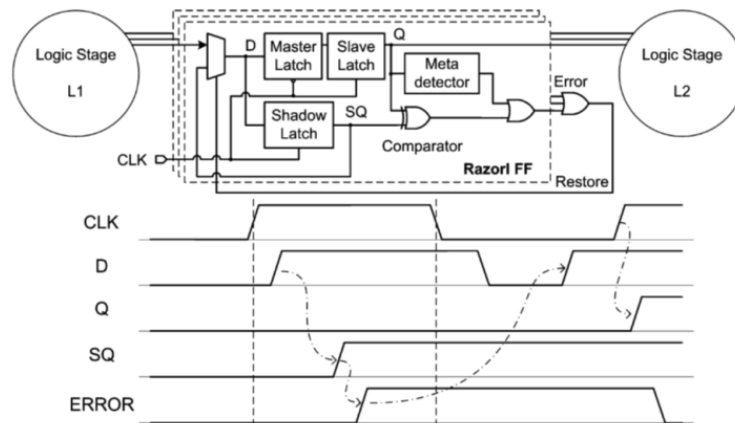 Logic Stage
L1
D
Master
Latch
Slave
Latch
Q
Meta
detector
Error
Logic Stage
L2
Shadow
Latch
SQ
Comparator
CLK
RazorI FF
Restore
CLK
D
Q
SQ
ERROR